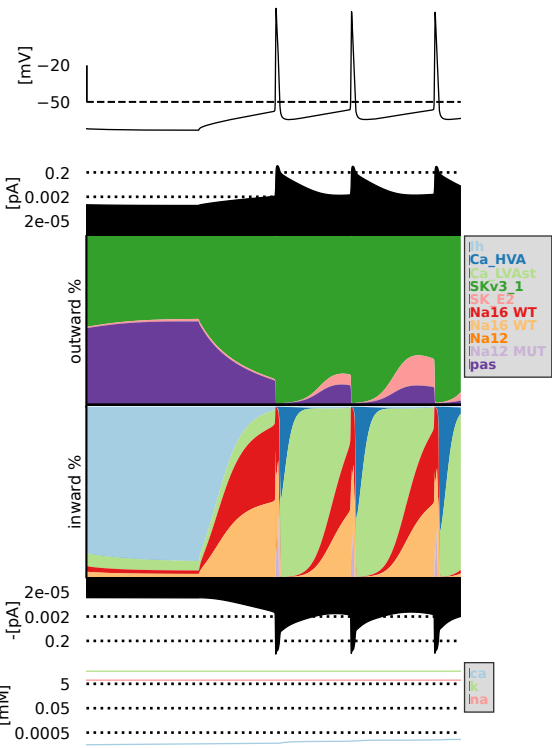 [mV]
−20
−50
[pA]
0.2
0.002
2e-05
outward %
Ih
Ca_HVA
Ca_LVAst
SKv3_1
SK_E2
Na16 WT
Na16 WT
Na12
Na12 MUT
pas
inward %
-[pA]
2e-05
0.002
0.2
[mM]
5
0.05
0.0005
ca
k
na